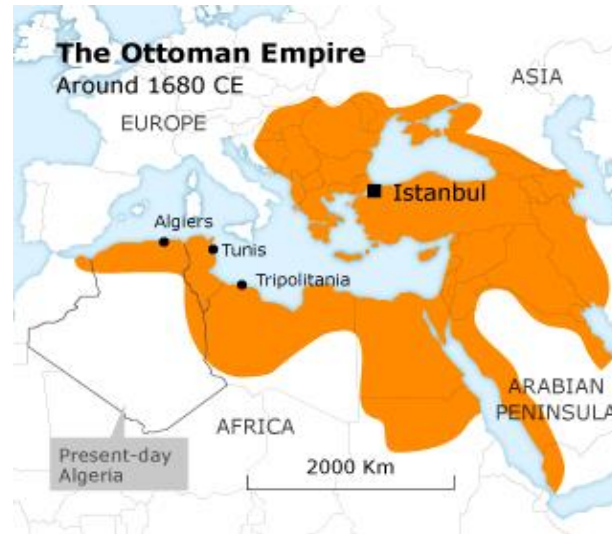 The Ottoman Empire
Around 1680 CE
ASIA
EUROPE
Istanbul
Algiers
Tunis
Tripolitania
ARABIAN
PENINSULA
AFRICA
Present-day
Algeria
2000 Km